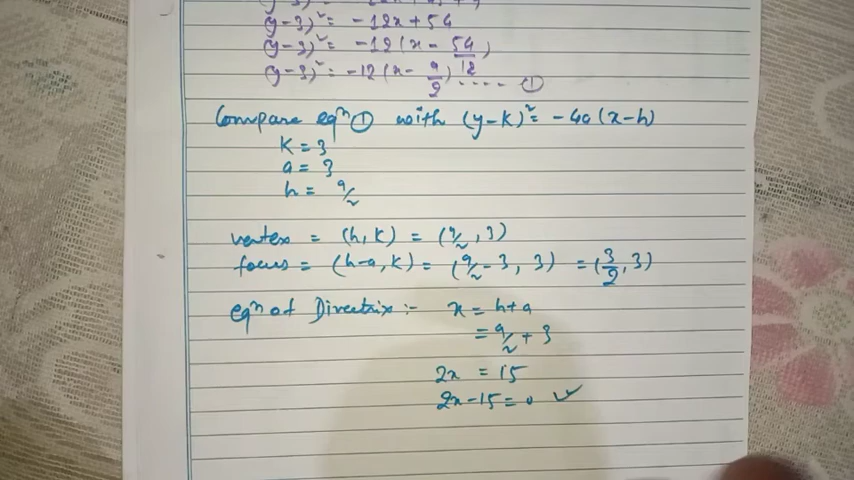 (y-3)² = -12x + 54
(y-3)² = -12(x - 54/12)
(y-3)² = -12(x - 9/2) ---- ①
Compare eqⁿ ① with (y-k)² = -4a(x-h)
K = 3
a = 3
h = 9/2
vertex = (h,k) = (9/2, 3)
focus = (h-a, k) = (9/2 - 3, 3) = (3/2, 3)
eqⁿ of Directrix :- x = h+a
= 9/2 + 3
2x = 15
2x-15 = 0 ✓